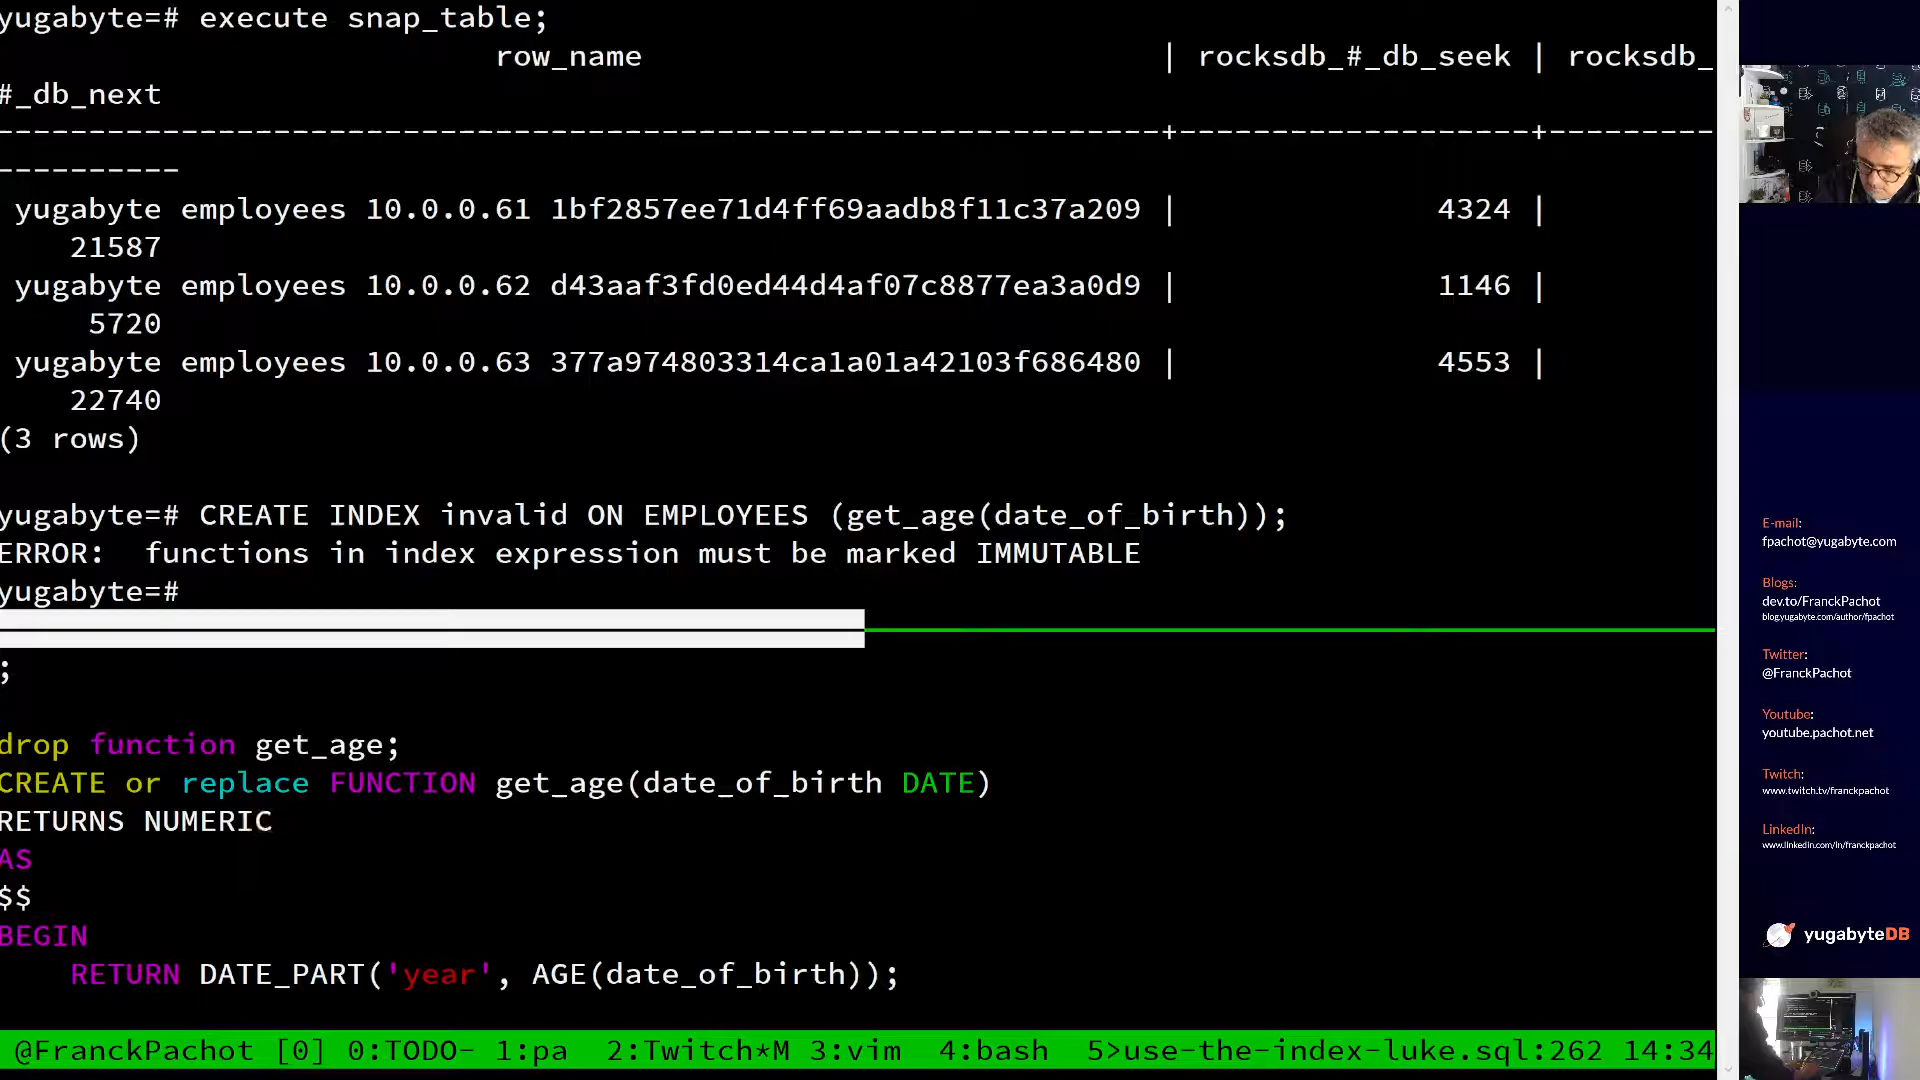 yugabyte=# execute snap_table;
row_name | rocksdb_#_db_seek | rocksdb_
#_db_next
---------------------------------------------------------------+--------------------+---------
----------
yugabyte employees 10.0.0.61 1bf2857ee71d4ff69aadb8f11c37a209 | 4324 |
21587
yugabyte employees 10.0.0.62 d43aaf3fd0ed44d4af07c8877ea3a0d9 | 1146 |
5720
yugabyte employees 10.0.0.63 377a974803314ca1a01a42103f686480 | 4553 |
22740
(3 rows)
yugabyte=# CREATE INDEX invalid ON EMPLOYEES (get_age(date_of_birth));
ERROR: functions in index expression must be marked IMMUTABLE
yugabyte=#
;
drop function get_age;
CREATE or replace FUNCTION get_age(date_of_birth DATE)
RETURNS NUMERIC
AS
$$
BEGIN
RETURN DATE_PART('year', AGE(date_of_birth));
@FranckPachot [0] 0:TODO- 1:pa 2:Twitch*M 3:vim 4:bash 5>use-the-index-luke.sql:262 14:34
E-mail:
fpachot@yugabyte.com
Blogs:
dev.to/FranckPachot
blog.yugabyte.com/author/fpachot
Twitter:
@FranckPachot
Youtube:
youtube.pachot.net
Twitch:
www.twitch.tv/franckpachot
LinkedIn:
www.linkedin.com/in/franckpachot
yugabyteDB